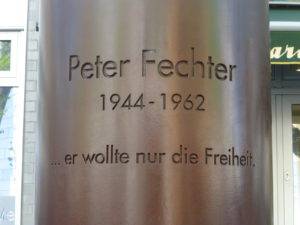 Peter Fechter
1944 - 1962
... er wollte nur die Freiheit.